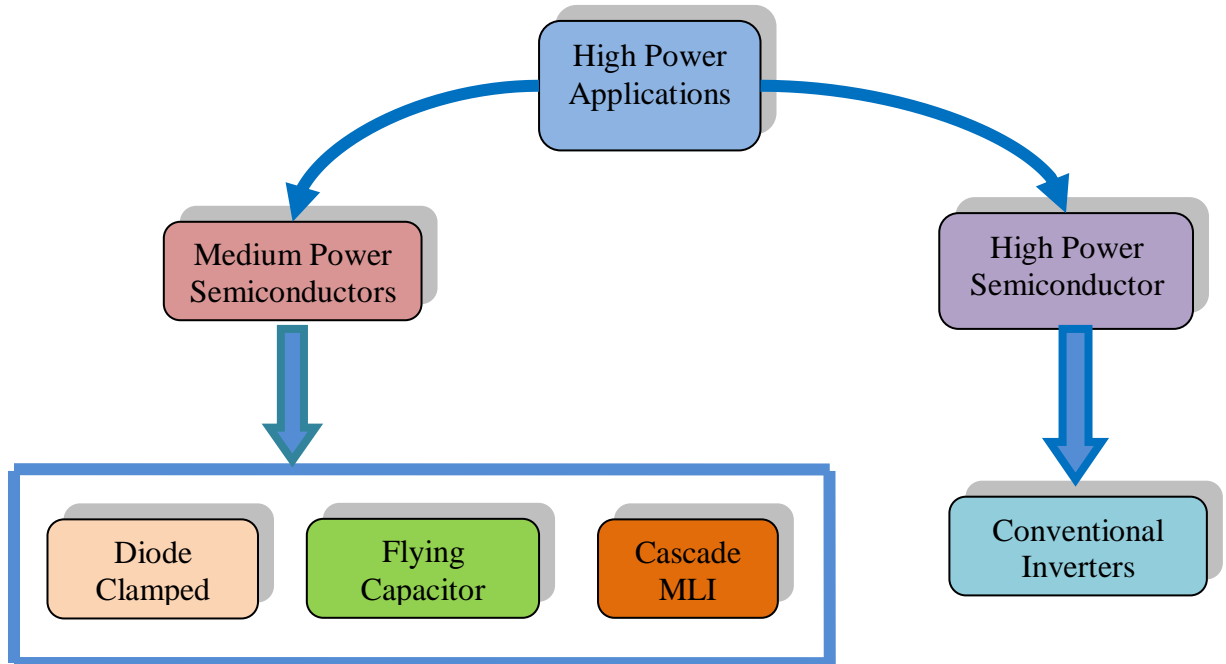 High Power
Applications
Medium Power
Semiconductors
High Power
Semiconductor
Diode
Clamped
Flying
Capacitor
Cascade
MLI
Conventional
Inverters